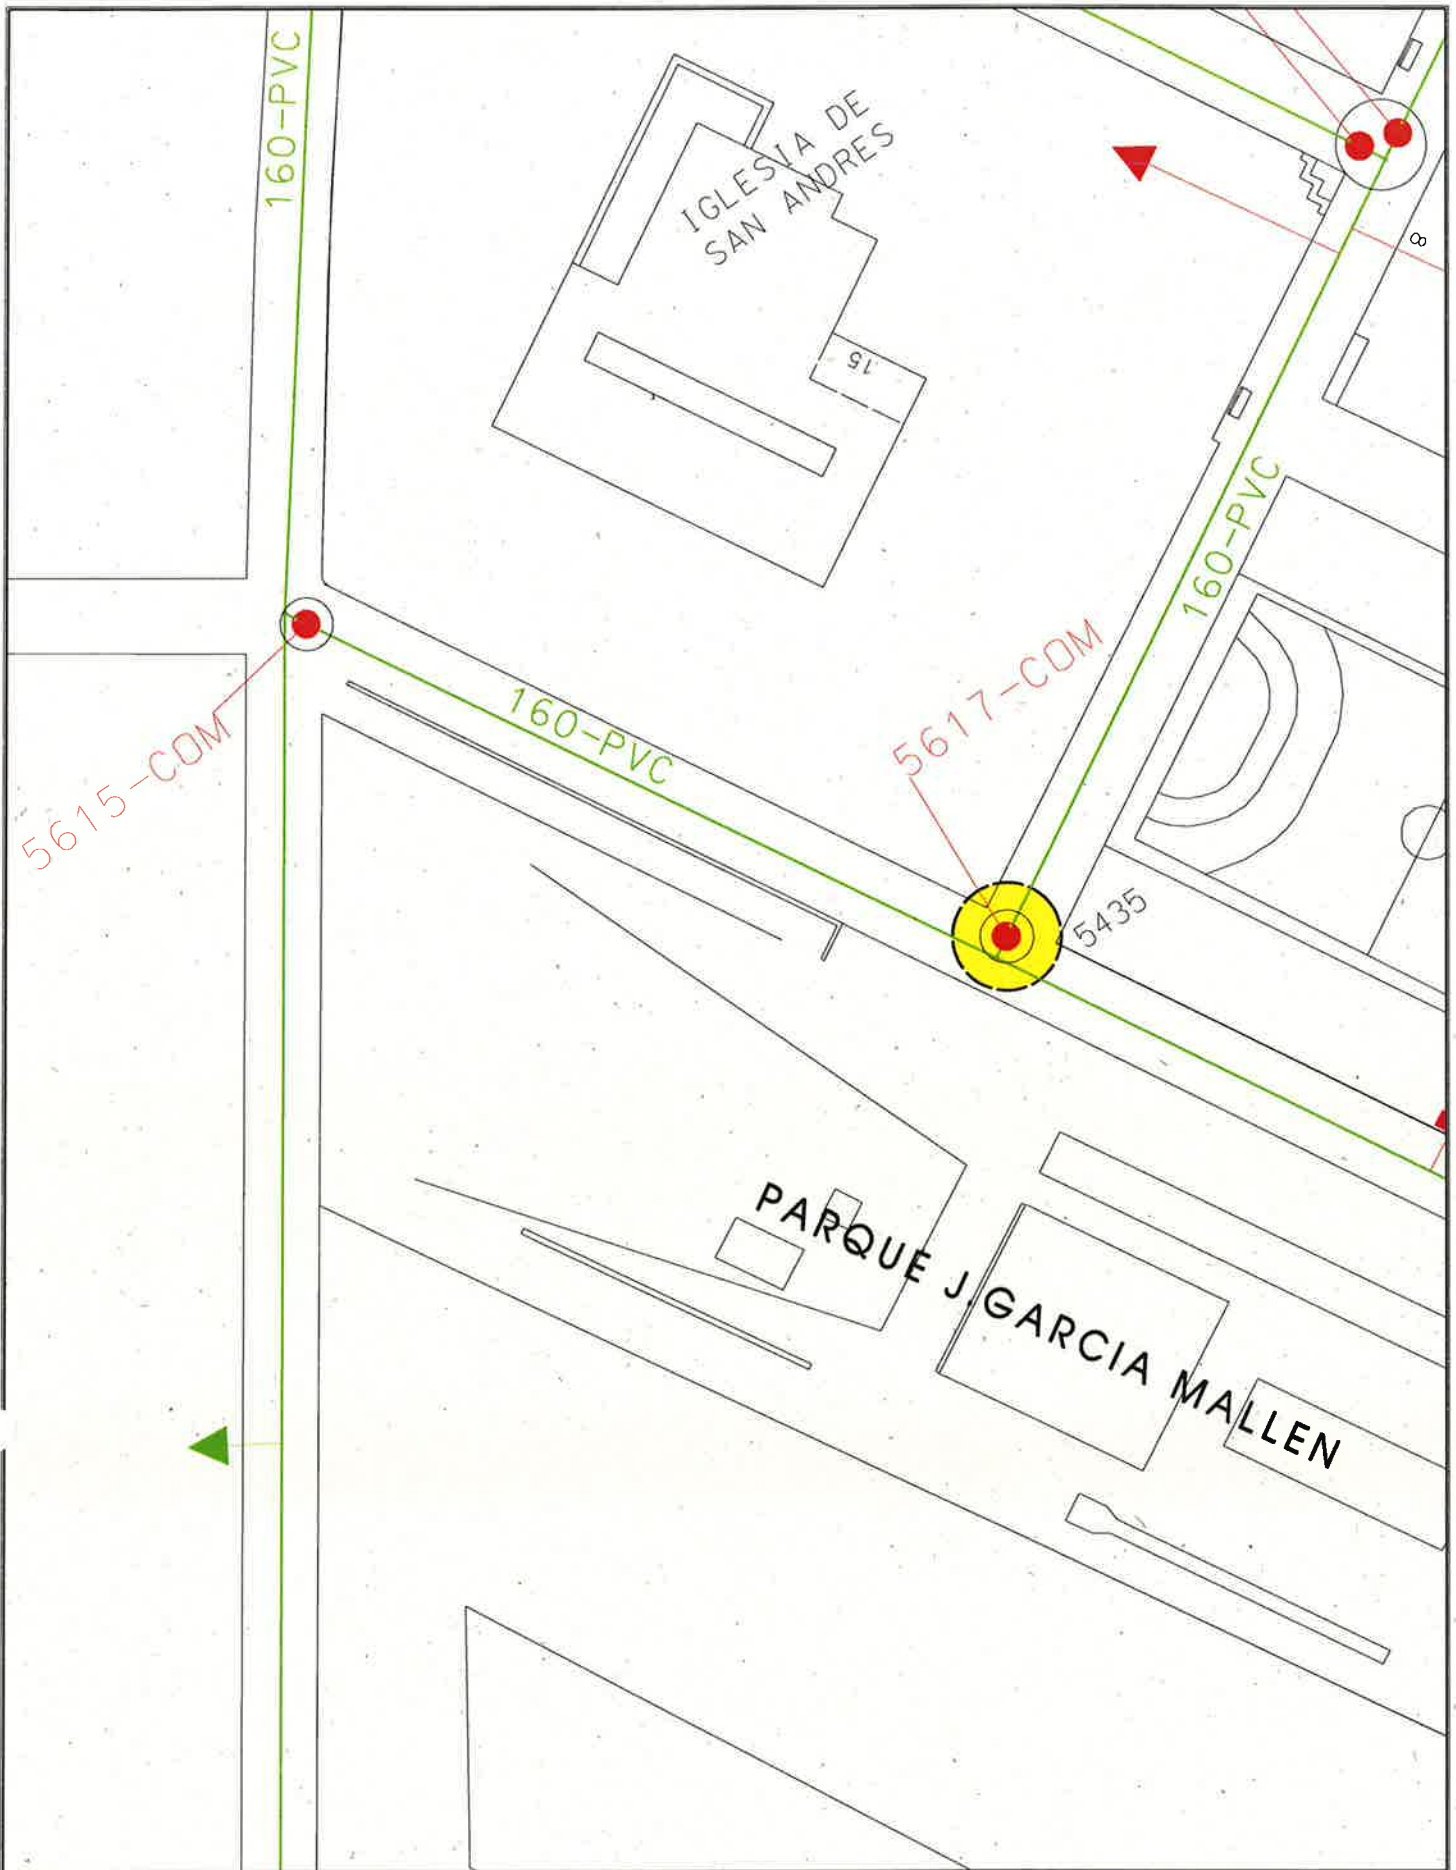 160-PVC
IGLESIA DE
SAN ANDRES
8
15
160-PVC
5617-COM
160-PVC
5615-COM
5435
PARQUE J.GARCIA MALLEN